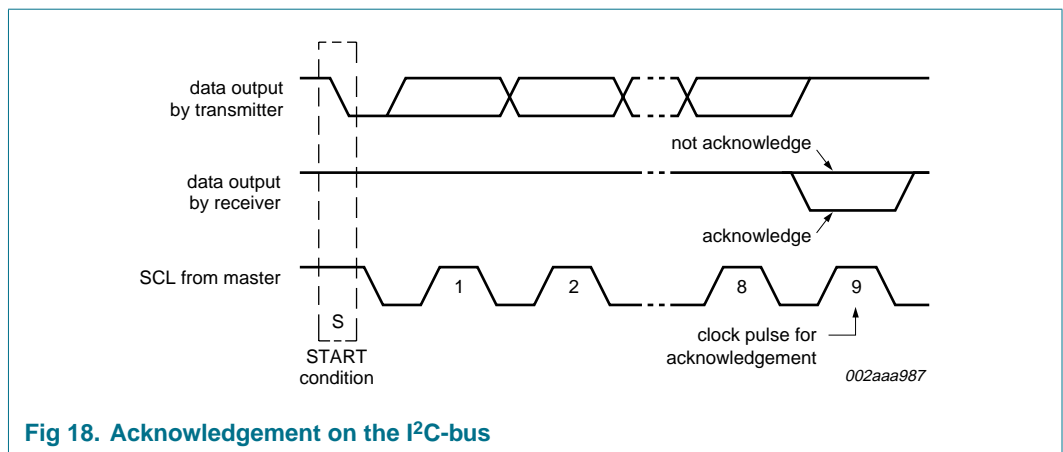 data output
by transmitter
not acknowledge
data output
by receiver
acknowledge
SCL from master
1
2
8
9
S
START
condition
clock pulse for
acknowledgement
002aaa987
Fig 18. Acknowledgement on the I²C-bus